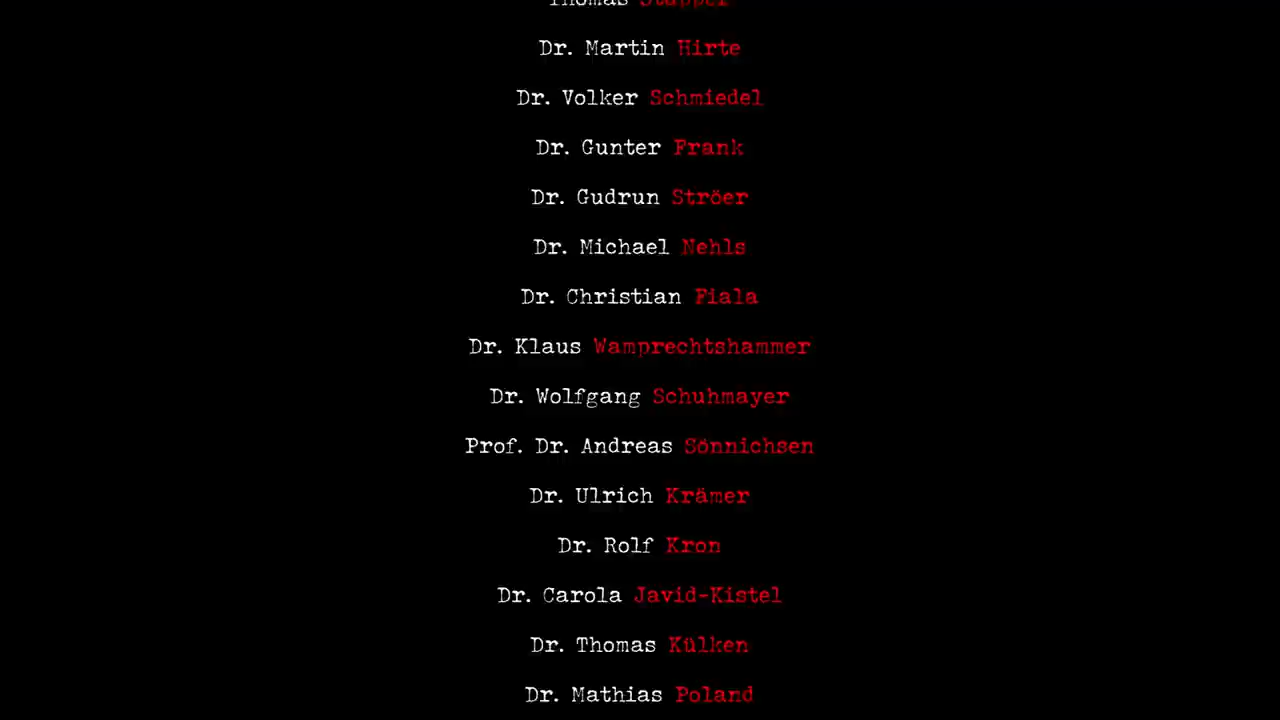 Thomas
Dr. Martin Hirte
Dr. Volker Schmiedel
Dr. Gunter Frank
Dr. Gudrun Ströer
Dr. Michael Nehls
Dr. Christian Fiala
Dr. Klaus Wamprechtshammer
Dr. Wolfgang Schuhmayer
Prof. Dr. Andreas Sönnichsen
Dr. Ulrich Krämer
Dr. Rolf Kron
Dr. Carola Javid-Kistel
Dr. Thomas Külken
Dr. Mathias Poland